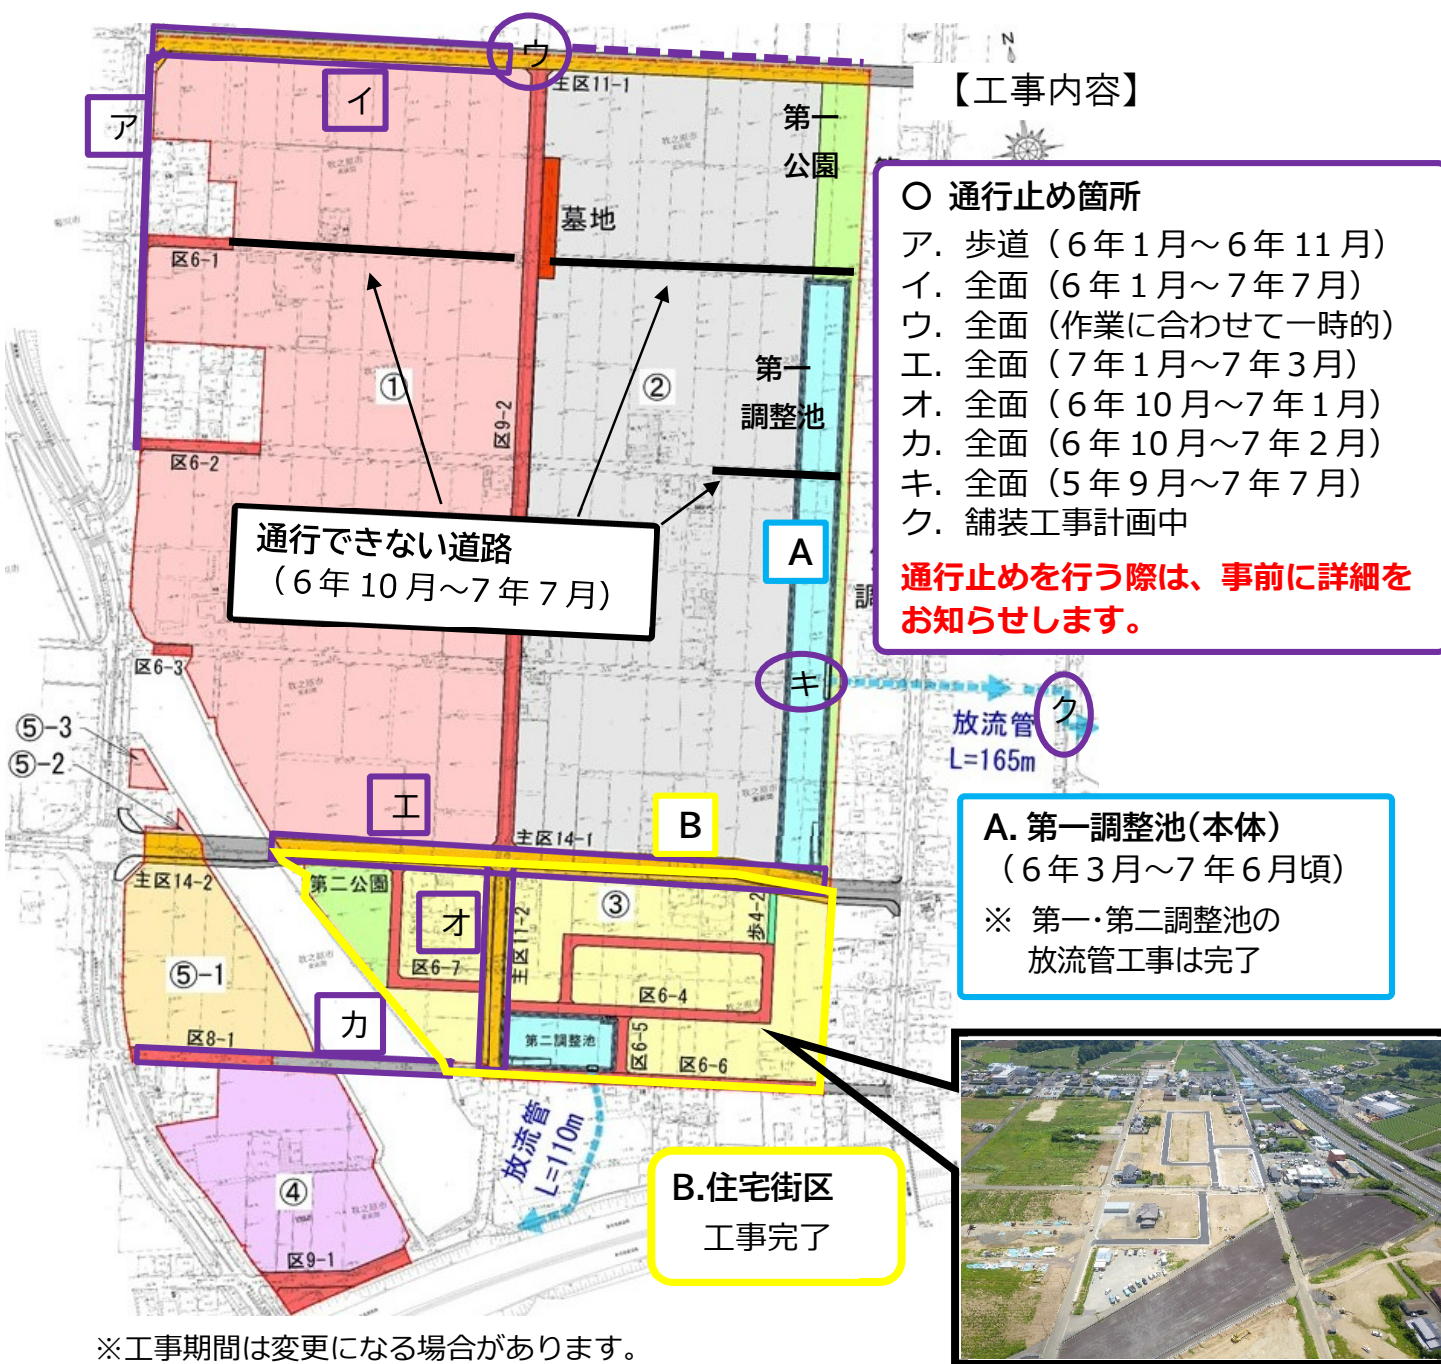 【工事内容】
N
ウ
イ
ア
主区11-1
第一
公園
墓地
区6-1
①
②
第一
調整池
区9-2
区6-2
〇 通行止め箇所
ア. 歩道（6年1月～6年11月）
イ. 全面（6年1月～7年7月）
ウ. 全面（作業に合わせて一時的）
エ. 全面（7年1月～7年3月）
オ. 全面（6年10月～7年1月）
カ. 全面（6年10月～7年2月）
キ. 全面（5年9月～7年7月）
ク. 舗装工事計画中
通行止めを行う際は、事前に詳細を
お知らせします。
通行できない道路
（6年10月～7年7月）
A
区6-3
キ
ク
放流管
L=165m
⑤-3
⑤-2
エ
B
主区14-1
主区14-2
A. 第一調整池(本体)
（6年3月～7年6月頃）
※ 第一・第二調整池の
放流管工事は完了
第二公園
オ
③
歩4-2
主区11-2
区6-7
⑤-1
区6-4
カ
区8-1
第二調整池
区6-5
区6-6
放流管
L=110m
④
区9-1
B.住宅街区
工事完了
※工事期間は変更になる場合があります。